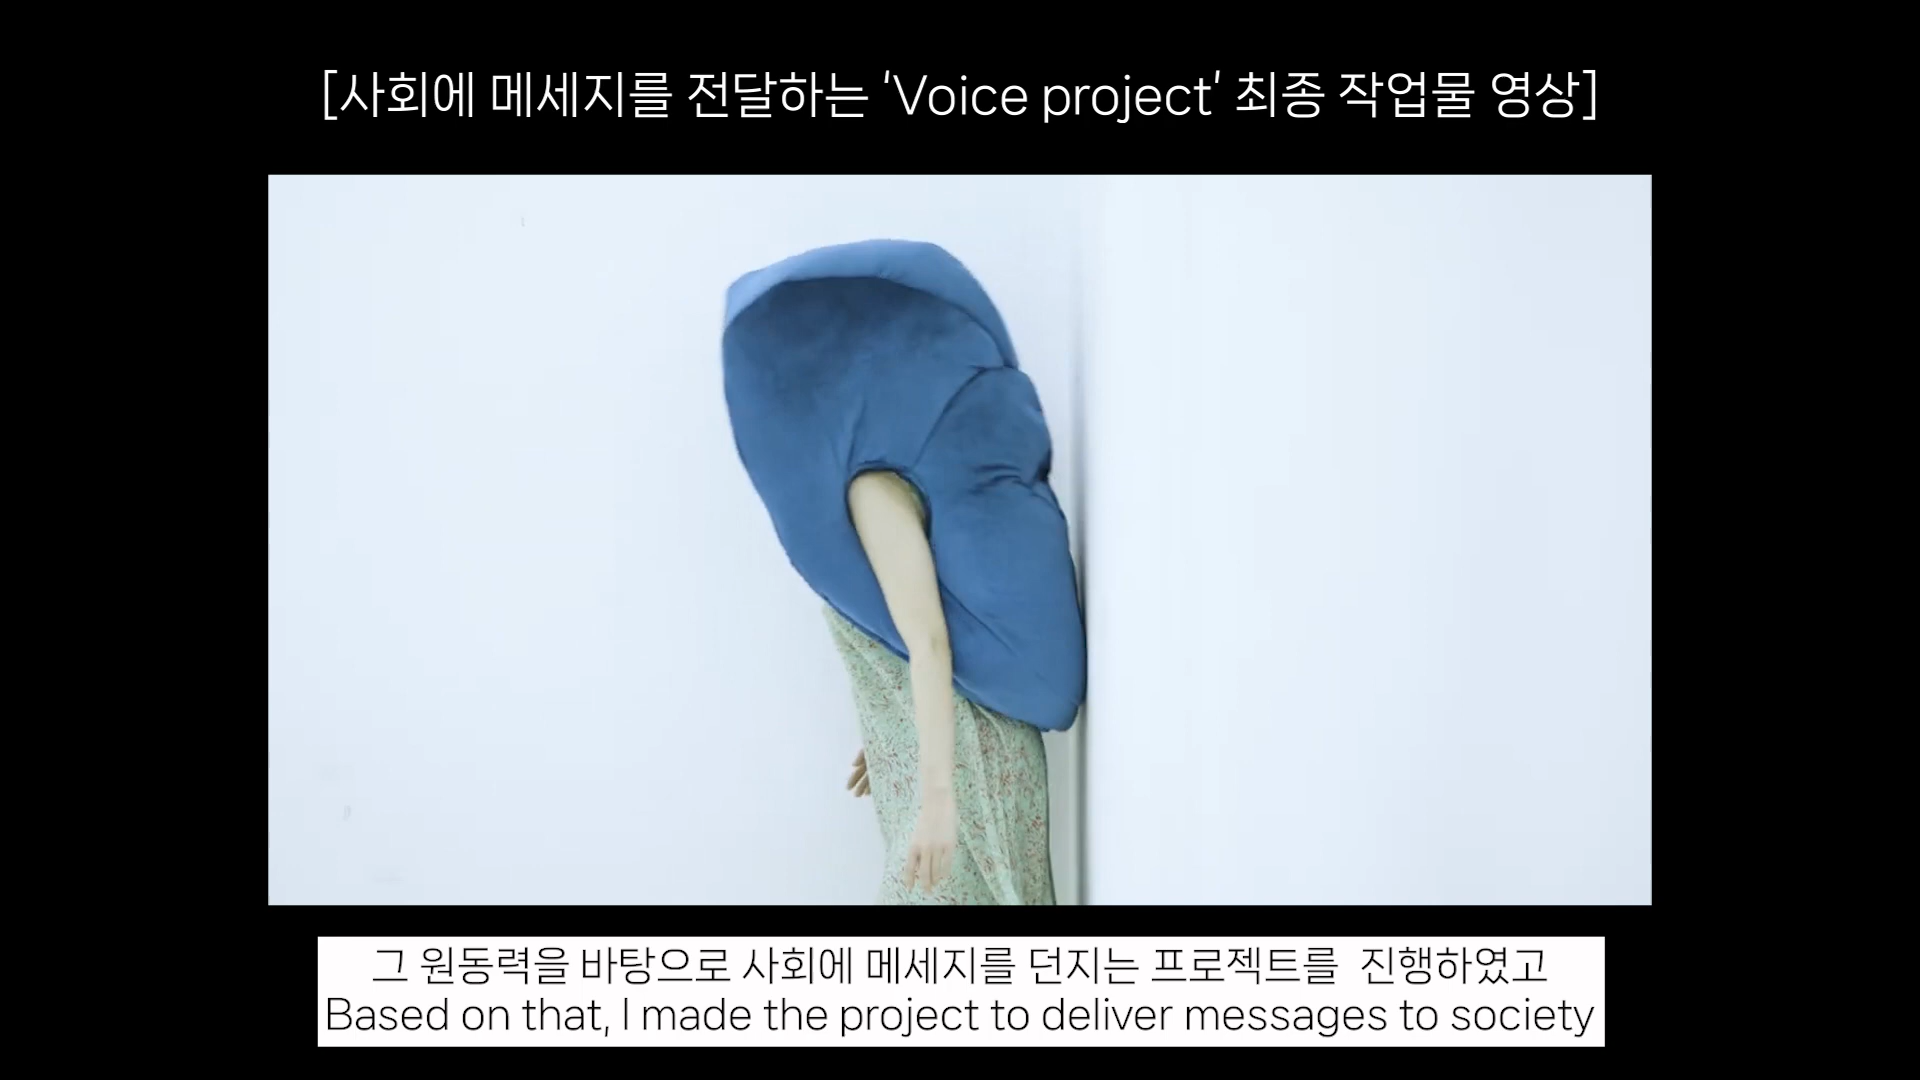 [사회에 메세지를 전달하는 ‘Voice project’ 최종 작업물 영상]
그 원동력을 바탕으로 사회에 메세지를 던지는 프로젝트를 진행하였고
Based on that, I made the project to deliver messages to society